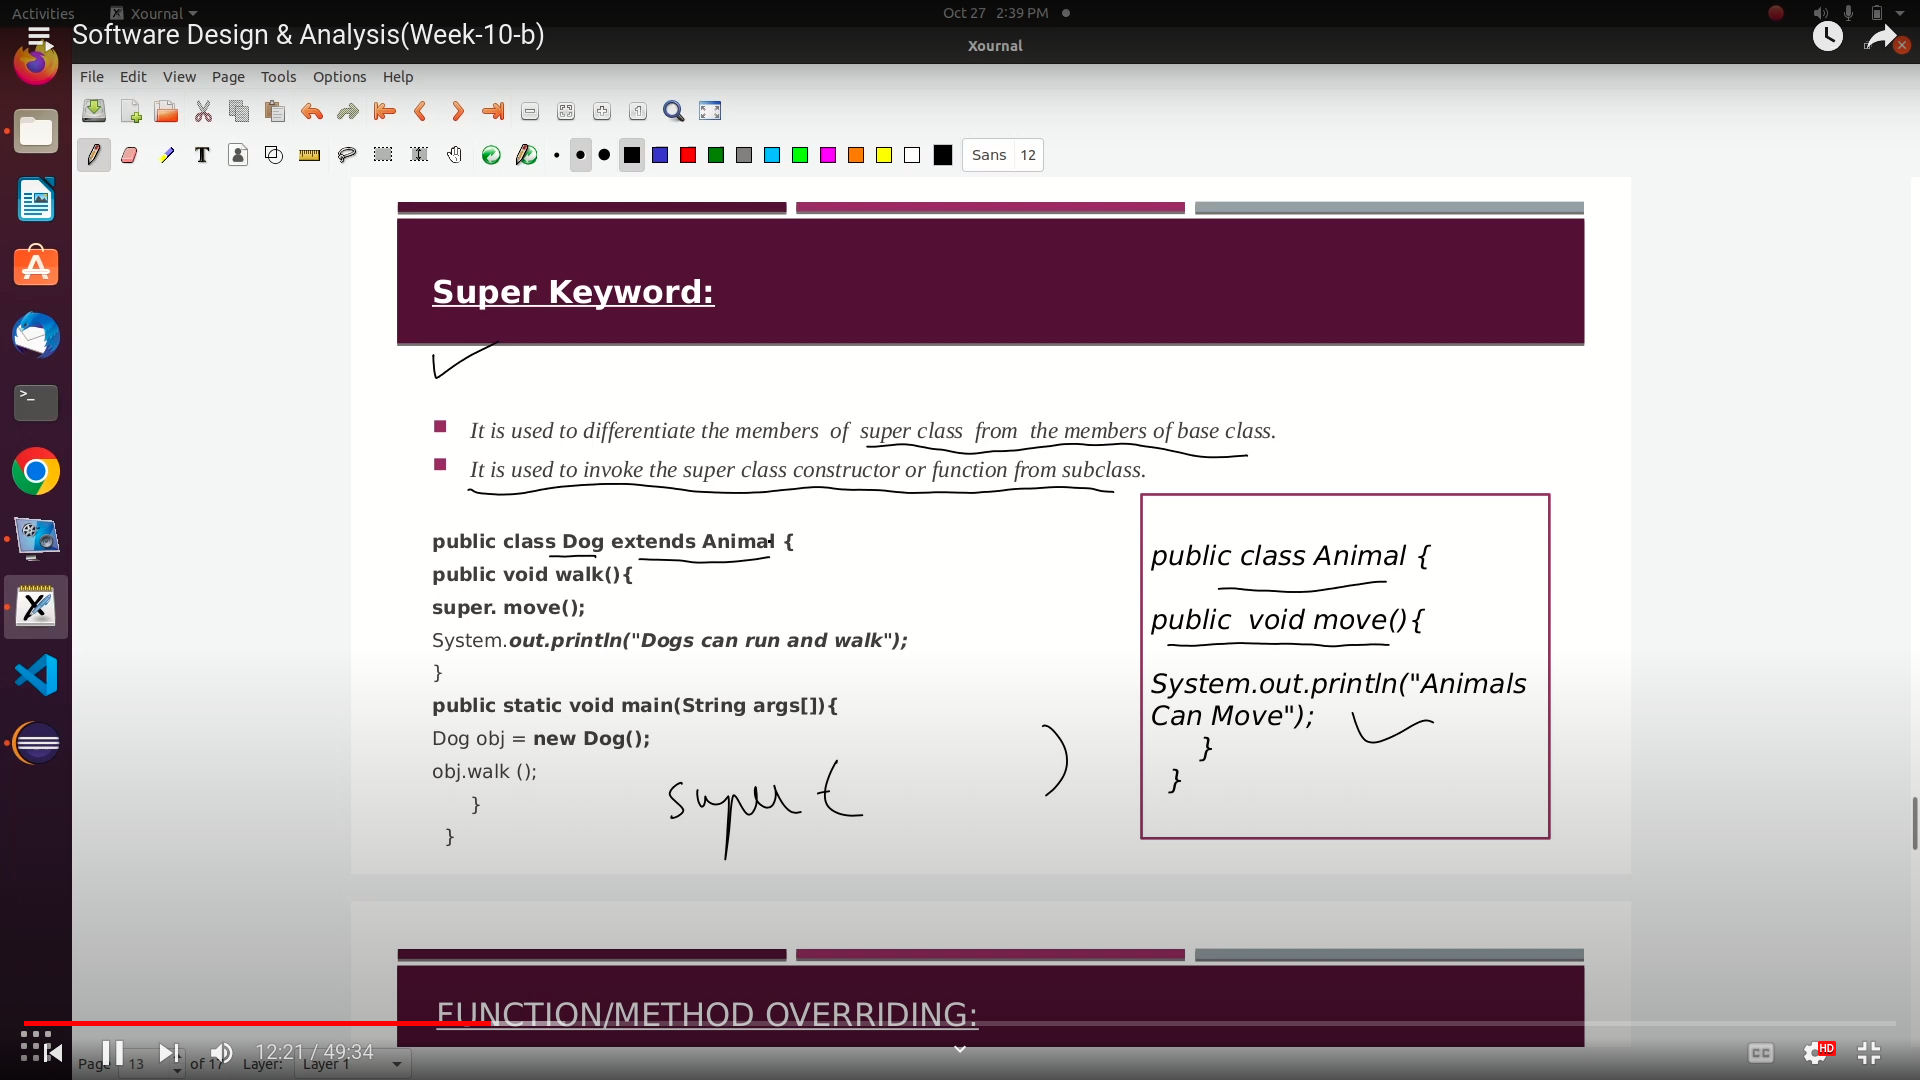 Activities
Xournal
Oct 27 2:39 PM
Software Design & Analysis(Week-10-b)
Xournal
File Edit View Page Tools Options Help
T
Sans 12
Super Keyword:
It is used to differentiate the members of super class from the members of base class.
It is used to invoke the super class constructor or function from subclass.
public class Dog extends Animal {
public void walk(){
super. move();
System.out.println("Dogs can run and walk");
}
public static void main(String args[]){
Dog obj = new Dog();
obj.walk ();
}
}
super ( )
public class Animal {
public void move(){
System.out.println("Animals
Can Move");
}
}
FUNCTION/METHOD OVERRIDING:
12:21 / 49:34
CC
HD
Page 13 of 17 Layer: Layer 1